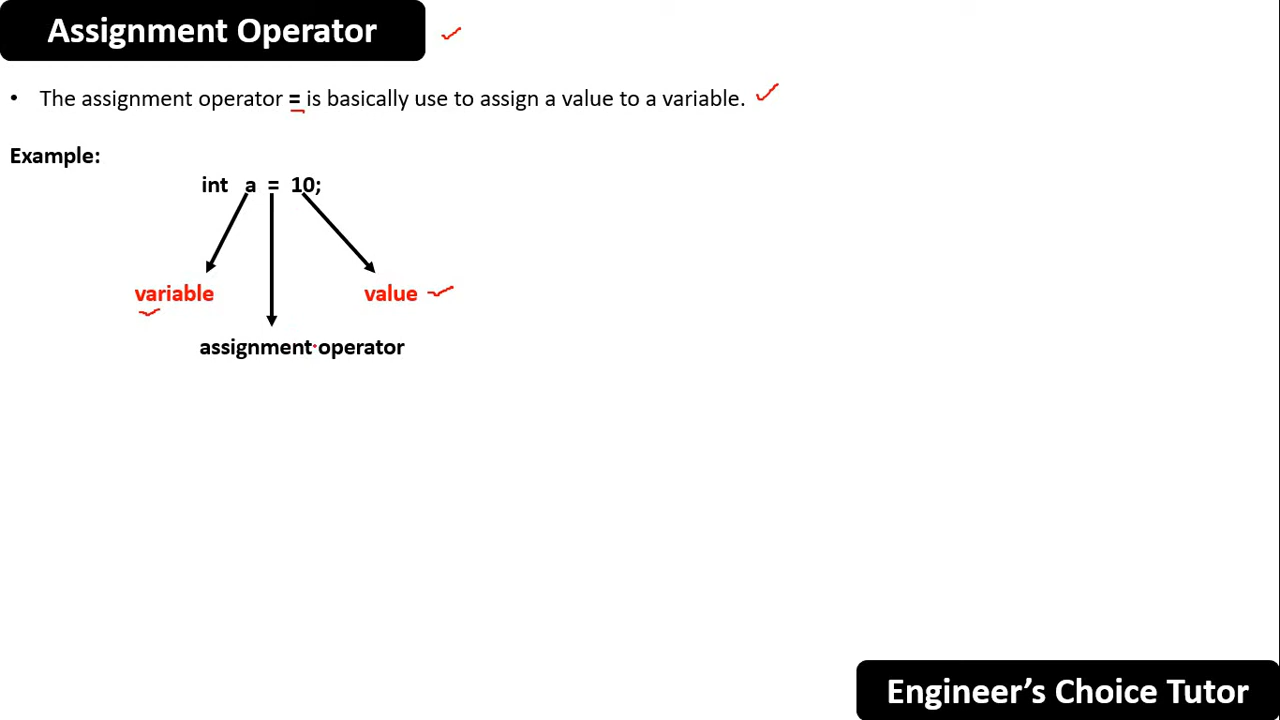 Assignment Operator
• The assignment operator = is basically use to assign a value to a variable.
Example:
int a = 10;
variable value
assignment operator
Engineer’s Choice Tutor